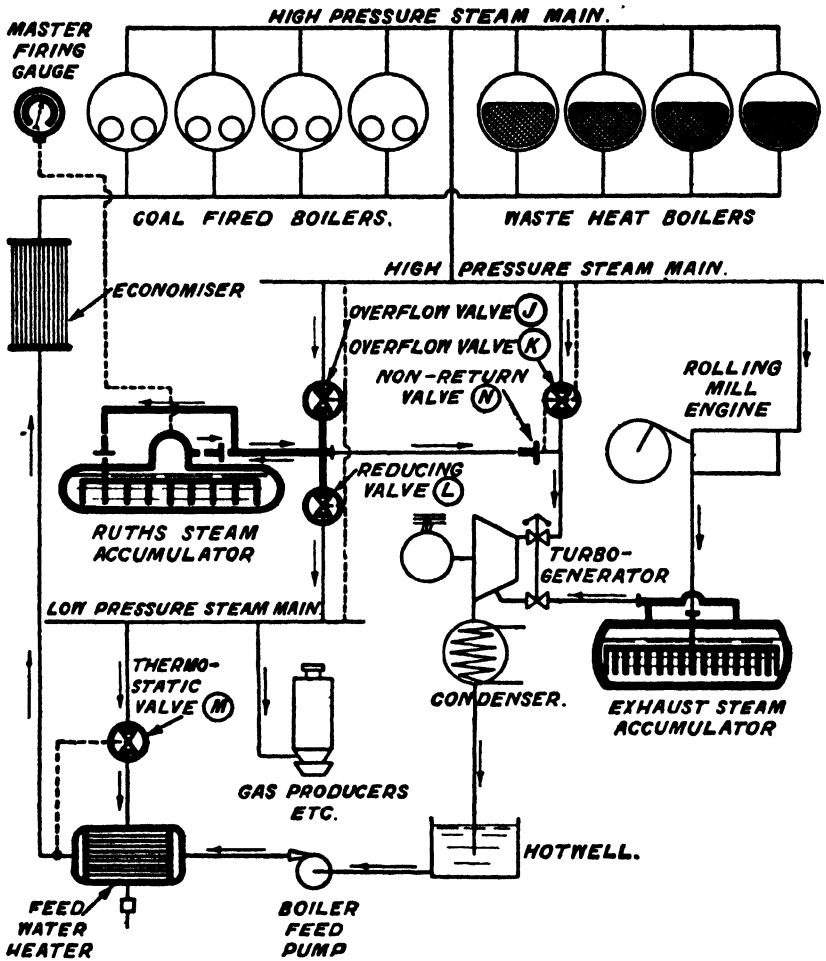 HIGH PRESSURE STEAM MAIN.
MASTER
FIRING
GAUGE
COAL FIRED BOILERS.
WASTE HEAT BOILERS
HIGH PRESSURE STEAM MAIN.
ECONOMISER
OVERFLOW VALVE J
OVERFLOW VALVE K
NON-RETURN
VALVE N
ROLLING
MILL
ENGINE
REDUCING
VALVE L
RUTHS STEAM
ACCUMULATOR
TURBO-
GENERATOR
LOW PRESSURE STEAM MAIN
THERMO-
STATIC
VALVE M
CONDENSER.
EXHAUST STEAM
ACCUMULATOR
GAS PRODUCERS
ETC.
HOTWELL.
FEED
WATER
HEATER
BOILER
FEED
PUMP